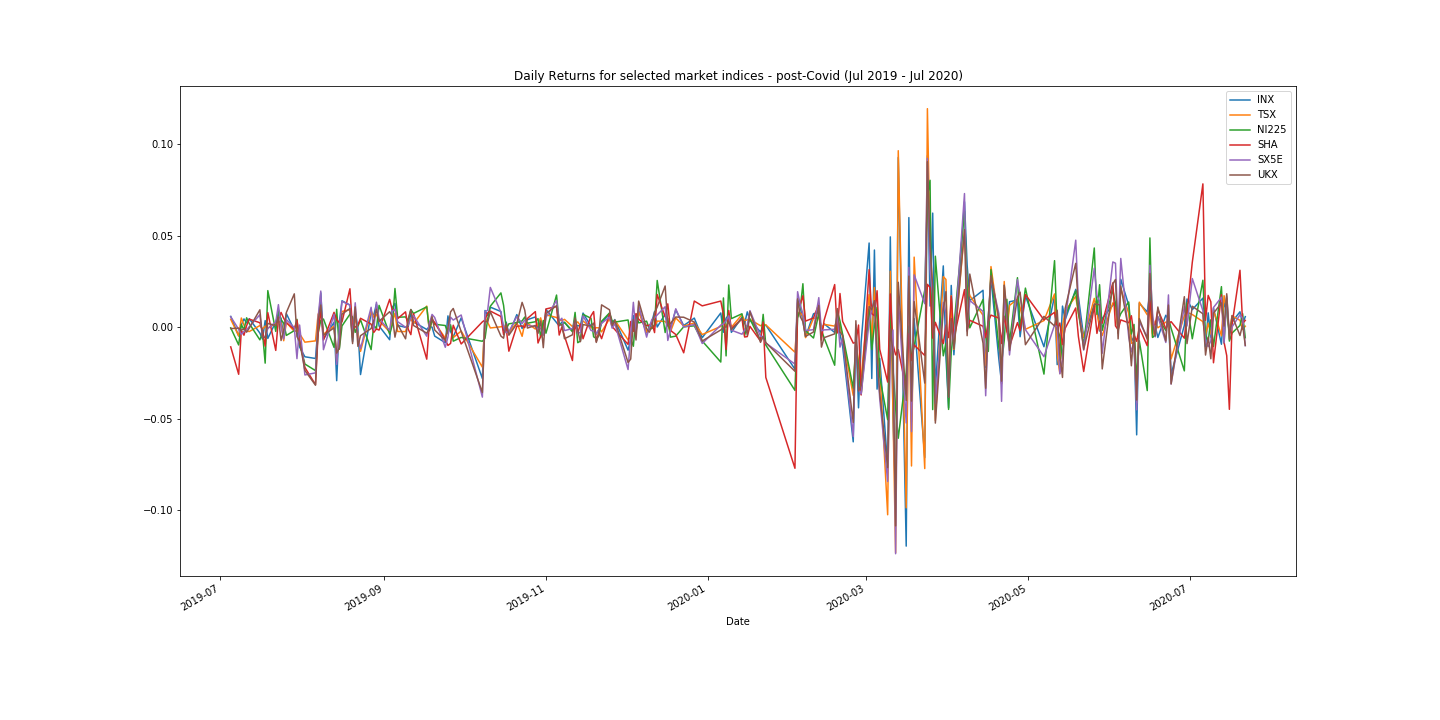 Daily Returns for selected market indices - post-Covid (Jul 2019 - Jul 2020)
INX
TSX
NI225
SHA
SX5E
UKX
0.10
0.05
0.00
−0.05
−0.10
2019-07
2019-09
2019-11
2020-01
2020-03
2020-05
2020-07
Date